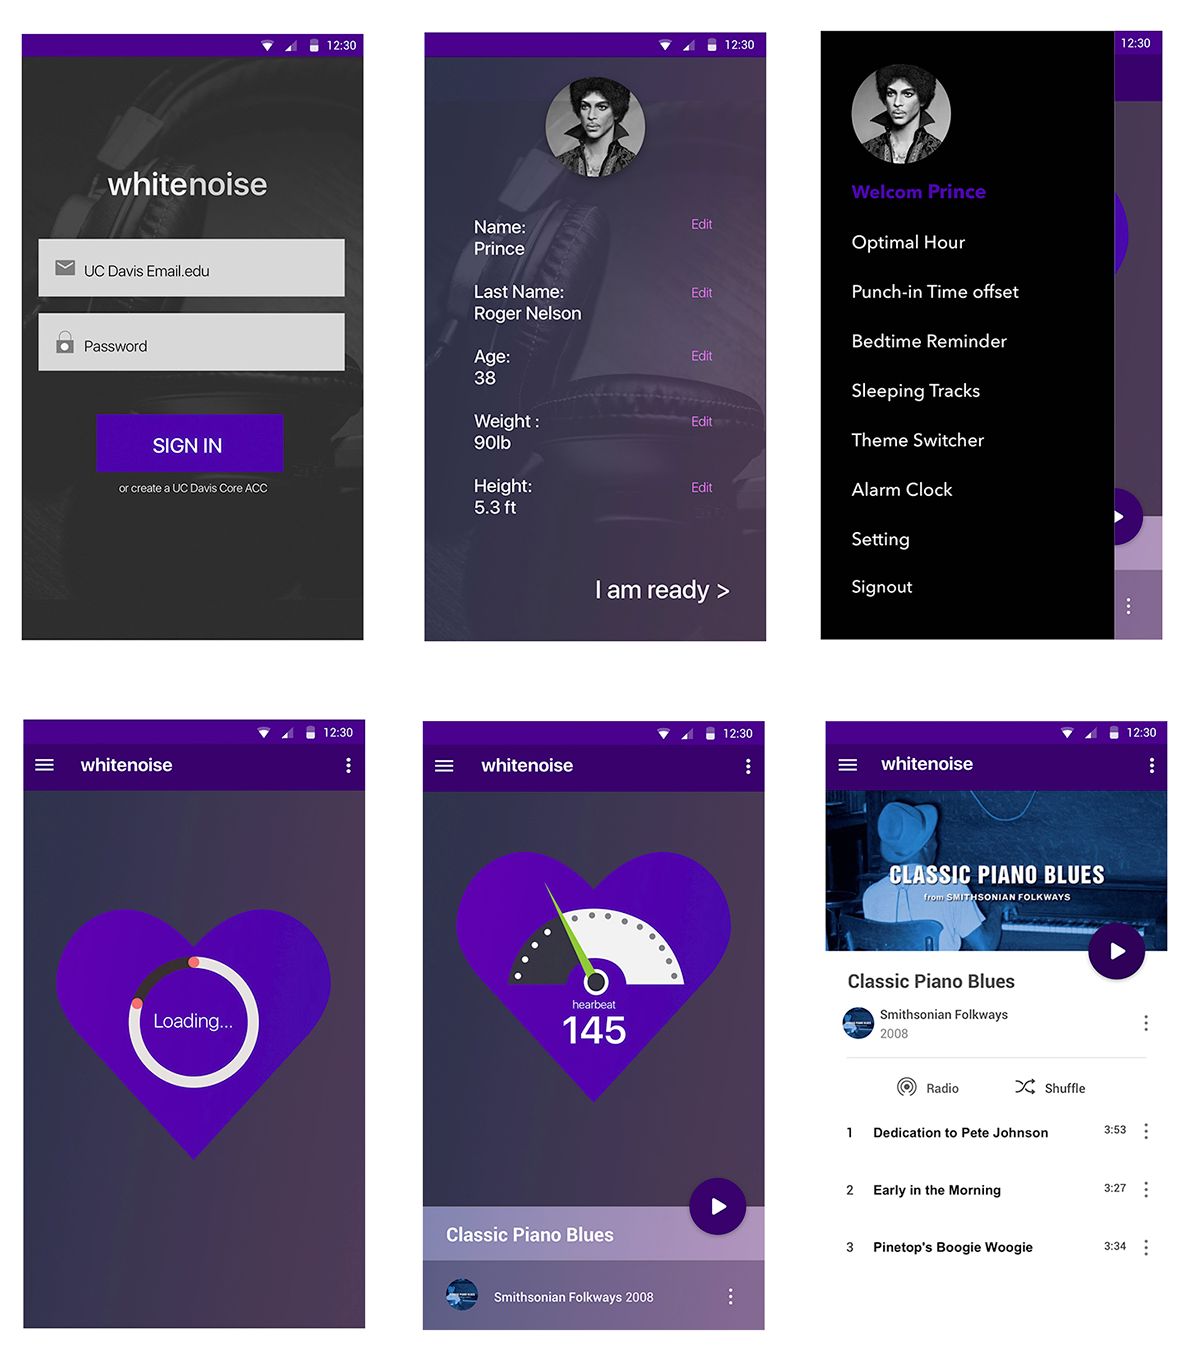 12:30
whitenoise
UC Davis Email.edu
Password
SIGN IN
or create a UC Davis Core ACC
12:30
Name:
Edit
Prince
Last Name:
Edit
Roger Nelson
Age:
Edit
38
Weight :
Edit
90lb
Height:
Edit
5.3 ft
I am ready >
12:30
Welcom Prince
Optimal Hour
Punch-in Time offset
Bedtime Reminder
Sleeping Tracks
Theme Switcher
Alarm Clock
Setting
Signout
12:30
whitenoise
Loading...
12:30
whitenoise
hearbeat
145
Classic Piano Blues
Smithsonian Folkways 2008
12:30
whitenoise
CLASSIC PIANO BLUES
from SMITHSONIAN FOLKWAYS
Classic Piano Blues
Smithsonian Folkways
2008
Radio Shuffle
1 Dedication to Pete Johnson 3:53
2 Early in the Morning 3:27
3 Pinetop's Boogie Woogie 3:34